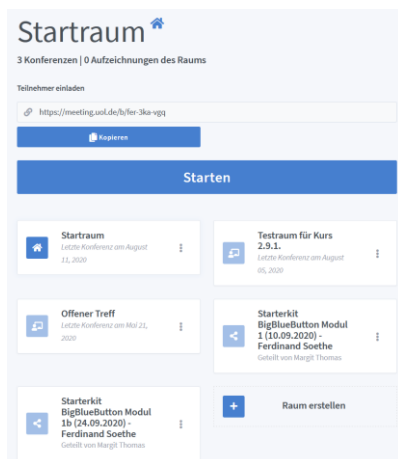 Startraum
3 Konferenzen | 0 Aufzeichnungen des Raums
Teilnehmer einladen
https://meeting.uol.de/b/fer-3ka-vgq
Kopieren
Starten
Startraum
Letzte Konferenz am August
11, 2020
Testraum für Kurs
2.9.1.
Letzte Konferenz am August
05, 2020
Offener Treff
Letzte Konferenz am Mai 21,
2020
Starterkit
BigBlueButton Modul
1 (10.09.2020) -
Ferdinand Soethe
Geteilt von Margit Thomas
Starterkit
BigBlueButton Modul
1b (24.09.2020) -
Ferdinand Soethe
Geteilt von Margit Thomas
Raum erstellen